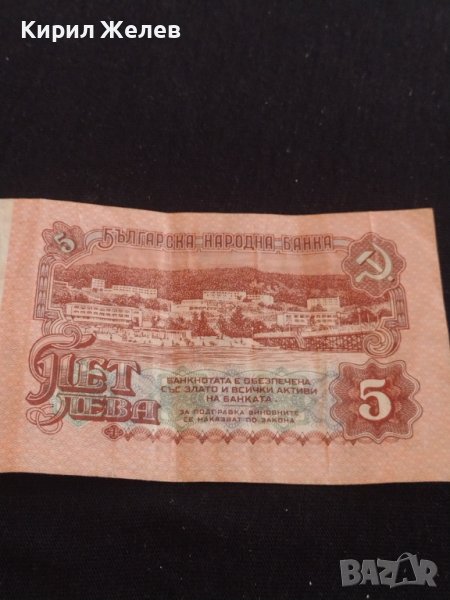 Кирил Желев
5
БЪЛГАРСКА НАРОДНА БАНКА
ПЕТ
ЛЕВА
БАНКНОТАТА Е ОБЕЗПЕЧЕНА
СЪС ЗЛАТО И ВСИЧКИ АКТИВИ
НА БАНКАТА
ЗА ПОДПРАВКА ВИНОВНИТЕ
СЕ НАКАЗВАТ ПО ЗАКОНА
5
BAZAR